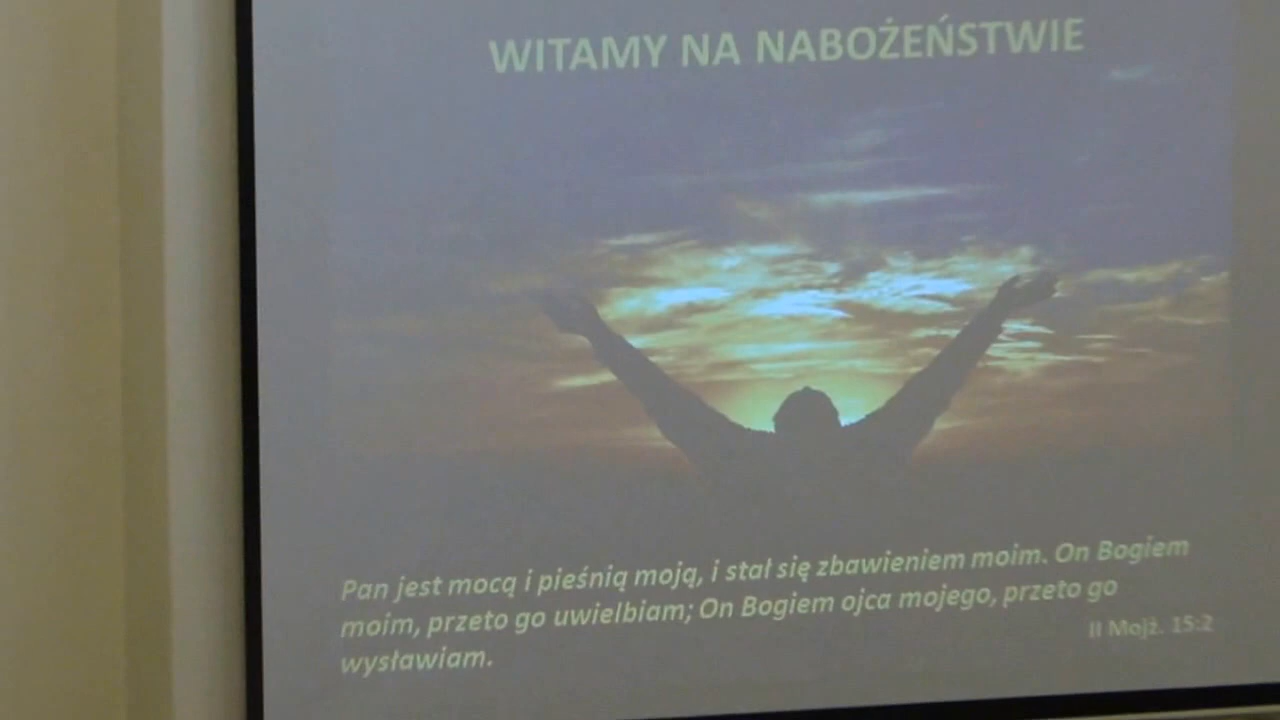 WITAMY NA NABOŻEŃSTWIE
Pan jest mocą i pieśnią moją, i stał się zbawieniem moim. On Bogiem
moim, przeto go uwielbiam; On Bogiem ojca mojego, przeto go
wysławiam.
II Mojż. 15:2